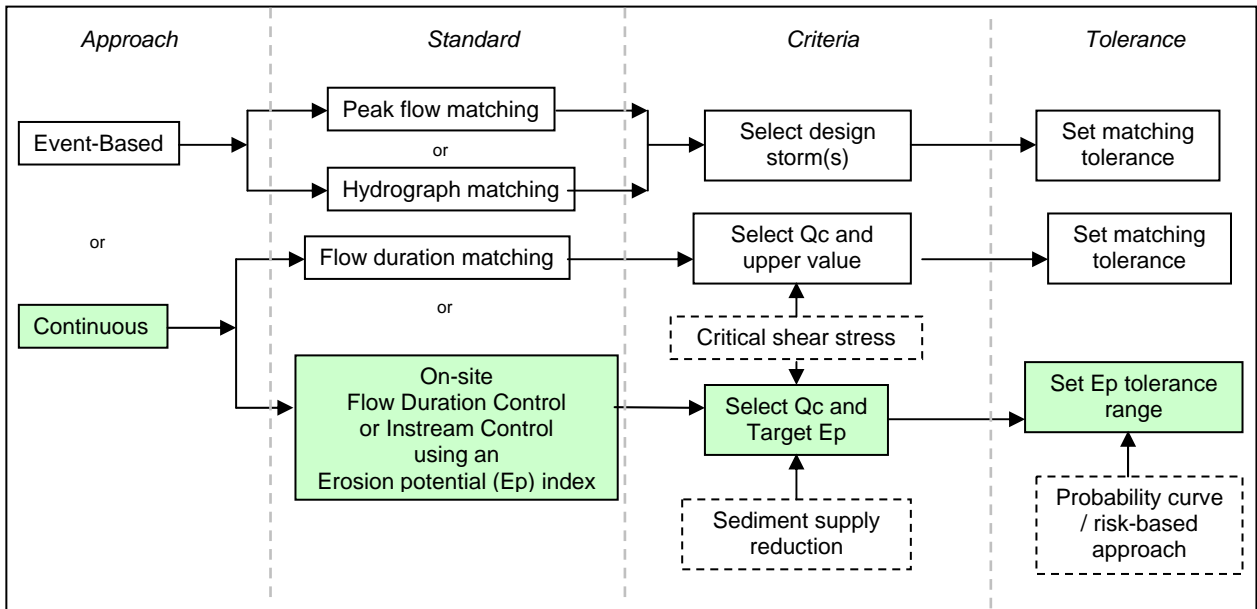 Approach
Standard
Criteria
Tolerance
Event-Based
Peak flow matching
or
Hydrograph matching
Select design
storm(s)
Set matching
tolerance
or
Flow duration matching
Select Qc and
upper value
Set matching
tolerance
Continuous
or
Critical shear stress
On-site
Flow Duration Control
or Instream Control
using an
Erosion potential (Ep) index
Select Qc and
Target Ep
Set Ep tolerance
range
Sediment supply
reduction
Probability curve
/ risk-based
approach